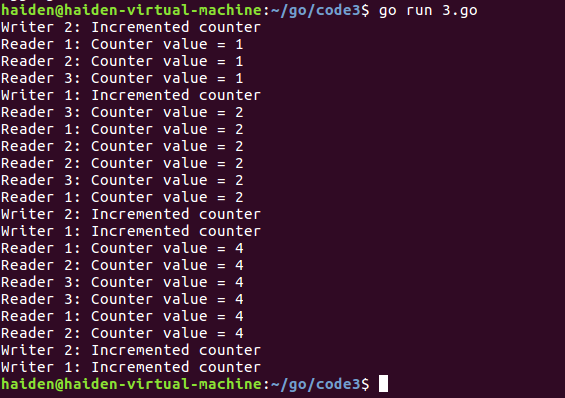 haiden@haiden-virtual-machine:~/go/code3$ go run 3.go
Writer 2: Incremented counter
Reader 1: Counter value = 1
Reader 2: Counter value = 1
Reader 3: Counter value = 1
Writer 1: Incremented counter
Reader 3: Counter value = 2
Reader 1: Counter value = 2
Reader 2: Counter value = 2
Reader 2: Counter value = 2
Reader 3: Counter value = 2
Reader 1: Counter value = 2
Writer 2: Incremented counter
Writer 1: Incremented counter
Reader 1: Counter value = 4
Reader 2: Counter value = 4
Reader 3: Counter value = 4
Reader 3: Counter value = 4
Reader 1: Counter value = 4
Reader 2: Counter value = 4
Writer 2: Incremented counter
Writer 1: Incremented counter
haiden@haiden-virtual-machine:~/go/code3$